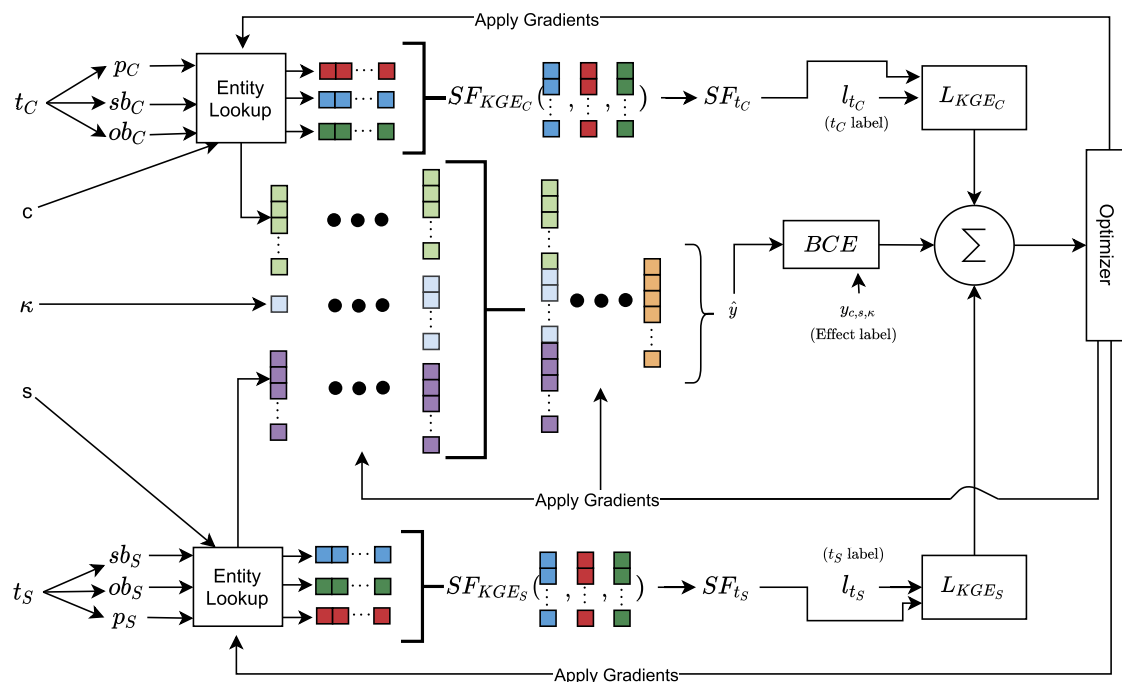 Apply Gradients
t_C
p_C
sb_C
ob_C
Entity
Lookup
SF_{KGE_C}( , , )
SF_{t_C}
l_{t_C}
(t_C label)
L_{KGE_C}
c
κ
s
ŷ
BCE
y_{c,s,κ}
(Effect label)
∑
Optimizer
Apply Gradients
t_S
sb_S
ob_S
p_S
Entity
Lookup
SF_{KGE_S}( , , )
SF_{t_S}
(t_S label)
l_{t_S}
L_{KGE_S}
Apply Gradients